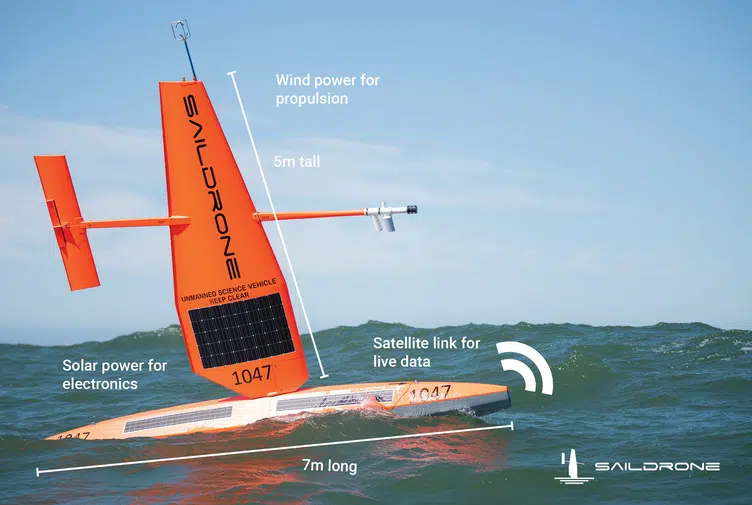 Wind power for
propulsion
5m tall
SAILDRONE
UNMANNED SCIENCE VEHICLE
KEEP CLEAR
1047
Solar power for
electronics
Satellite link for
live data
1047
1047
7m long
SAILDRONE